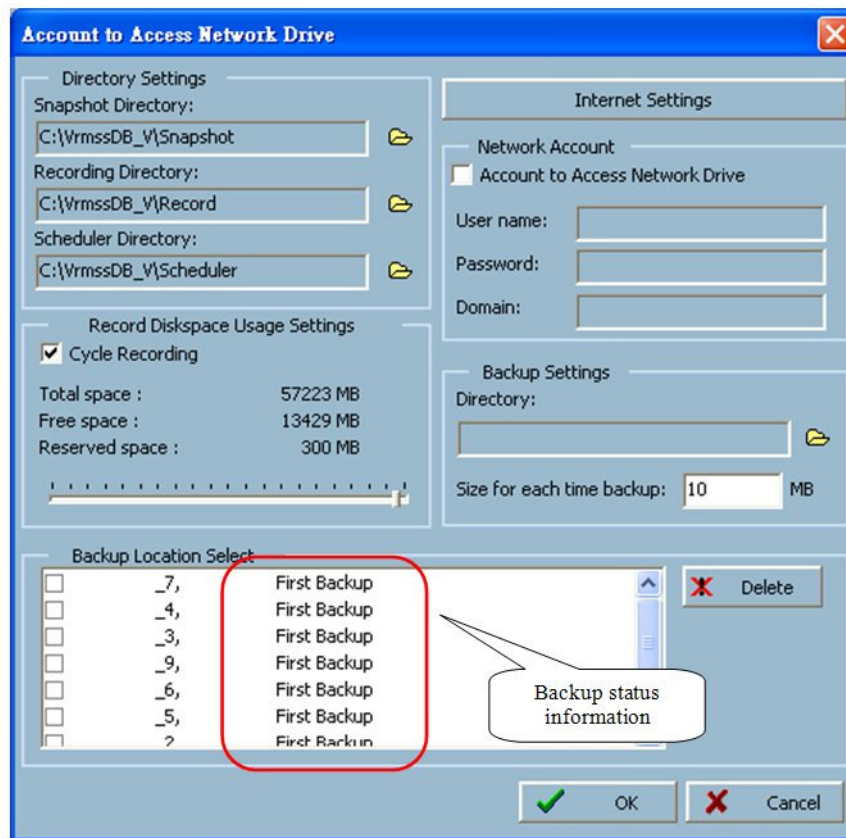 Account to Access Network Drive
Directory Settings
Snapshot Directory:
C:\VrmssDB_V\Snapshot
Recording Directory:
C:\VrmssDB_V\Record
Scheduler Directory:
C:\VrmssDB_V\Scheduler
Record Diskspace Usage Settings
Cycle Recording
Total space : 57223 MB
Free space : 13429 MB
Reserved space : 300 MB
Internet Settings
Network Account
Account to Access Network Drive
User name:
Password:
Domain:
Backup Settings
Directory:
Size for each time backup: 10 MB
Backup Location Select
_7, First Backup
_4, First Backup
_3, First Backup
_9, First Backup
_6, First Backup
_5, First Backup
2 First Backup
Delete
Backup status
information
OK
Cancel